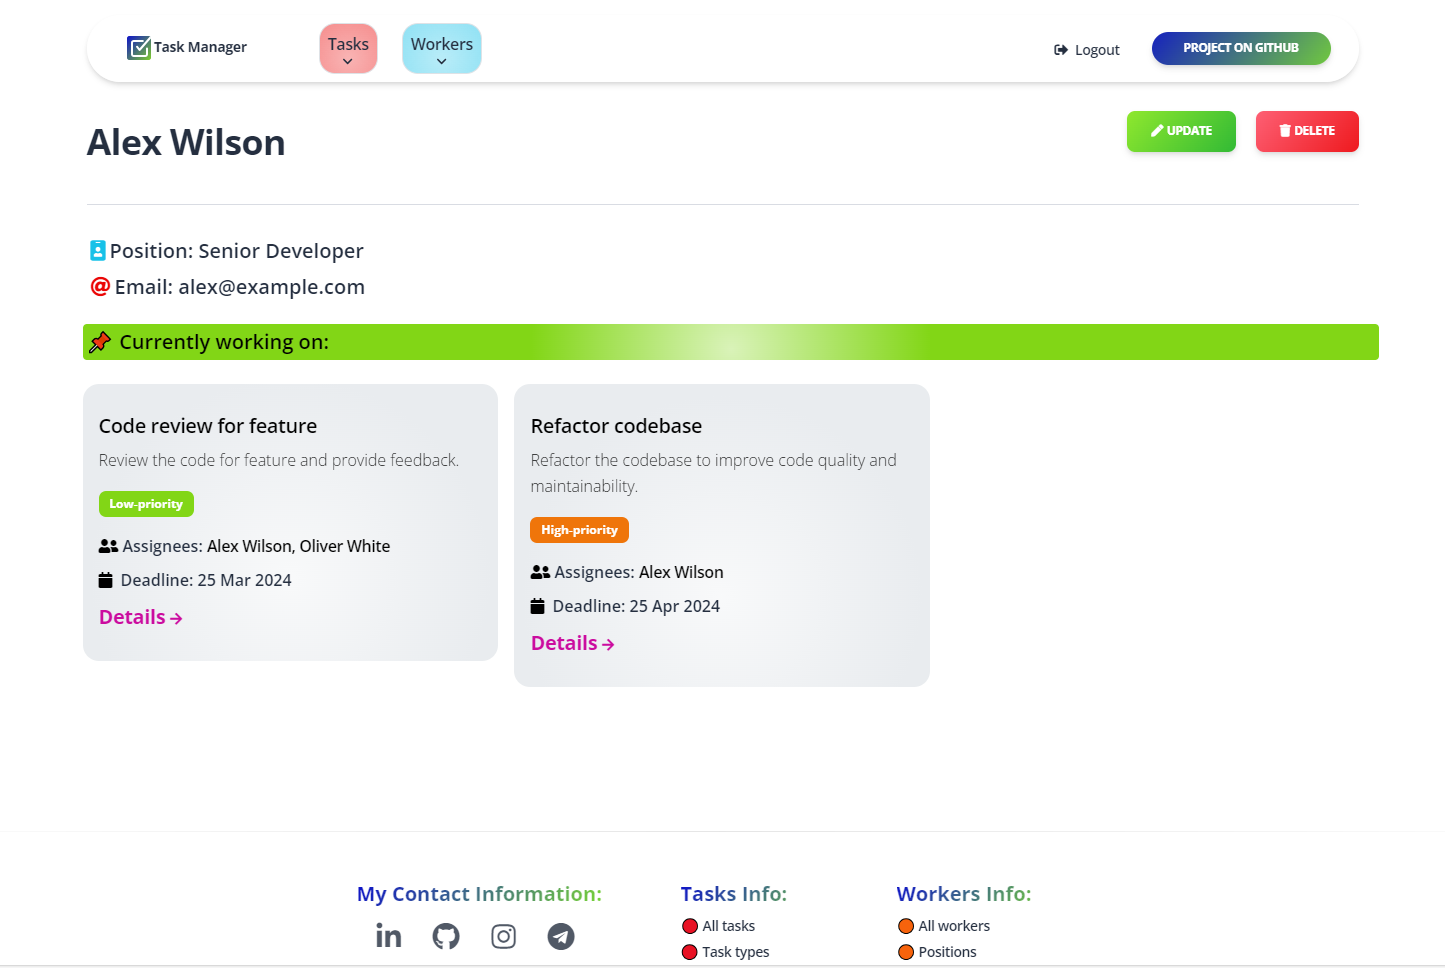 Task Manager
Tasks
Workers
Logout
PROJECT ON GITHUB
Alex Wilson
UPDATE
DELETE
Position: Senior Developer
Email: alex@example.com
Currently working on:
Code review for feature
Review the code for feature and provide feedback.
Low-priority
Assignees: Alex Wilson, Oliver White
Deadline: 25 Mar 2024
Details
Refactor codebase
Refactor the codebase to improve code quality and
maintainability.
High-priority
Assignees: Alex Wilson
Deadline: 25 Apr 2024
Details
My Contact Information:
Tasks Info:
All tasks
Task types
Workers Info:
All workers
Positions